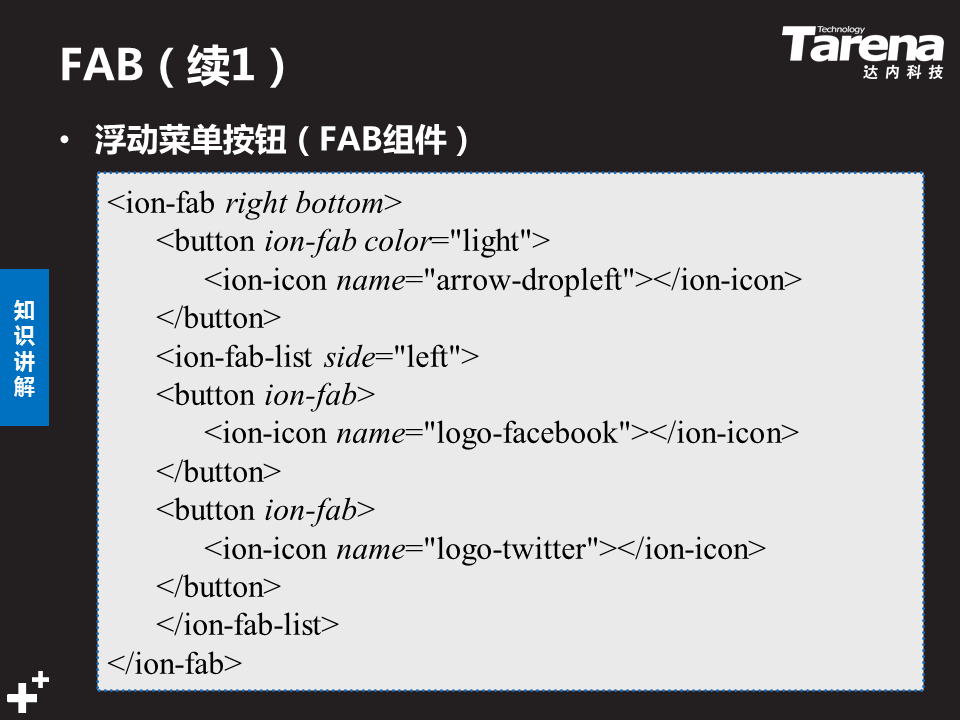 FAB（续1）
Technology
Tarena
达内科技
• 浮动菜单按钮（FAB组件）
知识讲解
<ion-fab right bottom>
<button ion-fab color="light">
<ion-icon name="arrow-dropleft"></ion-icon>
</button>
<ion-fab-list side="left">
<button ion-fab>
<ion-icon name="logo-facebook"></ion-icon>
</button>
<button ion-fab>
<ion-icon name="logo-twitter"></ion-icon>
</button>
</ion-fab-list>
</ion-fab>